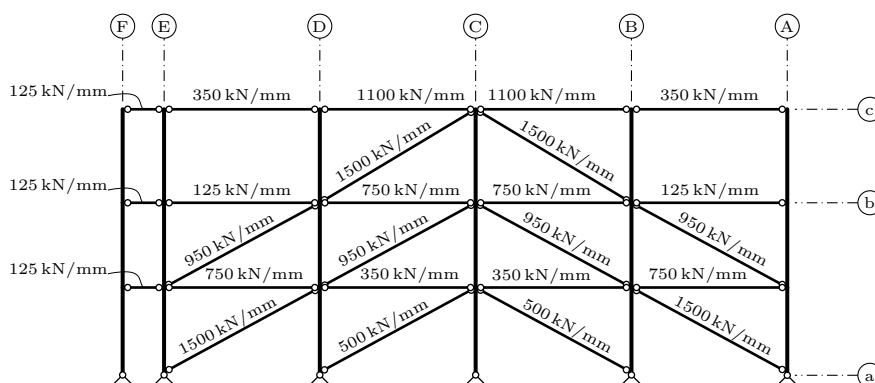 F E D C B A
125 kN/mm 350 kN/mm 1100 kN/mm 1100 kN/mm 350 kN/mm
c
1500 kN/mm 1500 kN/mm
125 kN/mm 125 kN/mm 750 kN/mm 750 kN/mm 125 kN/mm
b
950 kN/mm 950 kN/mm 950 kN/mm 950 kN/mm
125 kN/mm 750 kN/mm 350 kN/mm 350 kN/mm 750 kN/mm
1500 kN/mm 500 kN/mm 500 kN/mm 1500 kN/mm
a